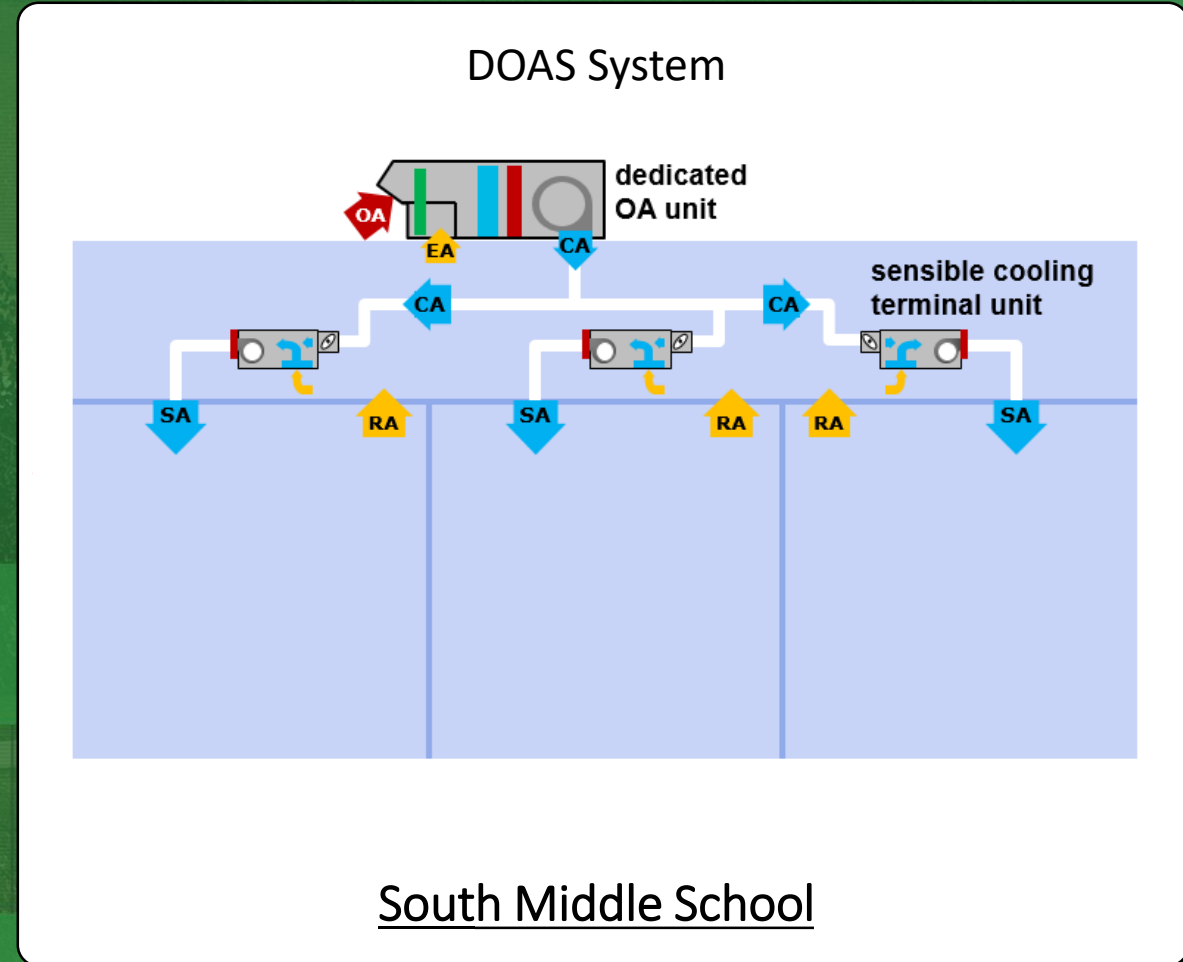 DOAS System
dedicated
OA unit
OA
EA
CA
sensible cooling
terminal unit
CA
CA
SA
RA
SA
RA
RA
SA
South Middle School